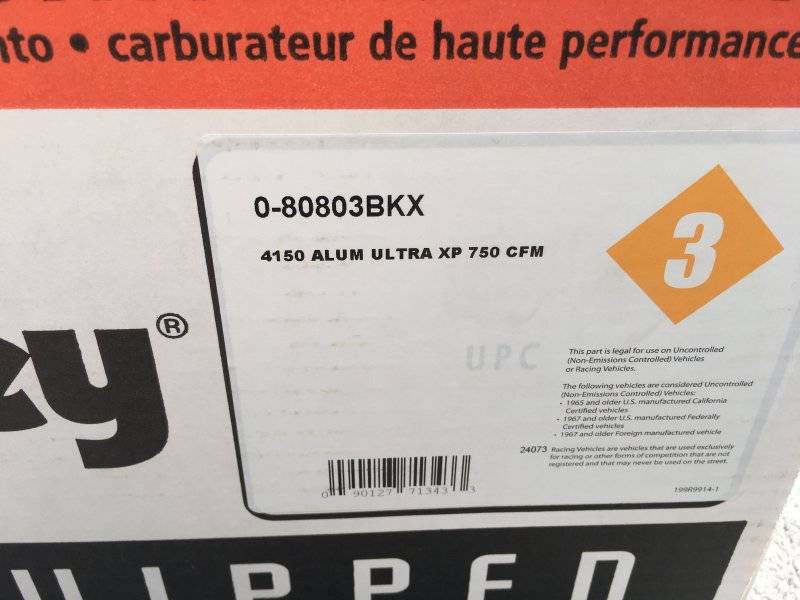 nto • carburateur de haute performance
0-80803BKX
4150 ALUM ULTRA XP 750 CFM
3
ey®
UPC
This part is legal for use on Uncontrolled
(Non-Emissions Controlled) Vehicles
or Racing Vehicles.
The following vehicles are considered Uncontrolled
(Non-Emissions Controlled) Vehicles:
- 1965 and older U.S. manufactured California
Certified vehicles
- 1967 and older U.S. manufactured Federally
Certified vehicles
- 1967 and older Foreign manufactured vehicle
24073 Racing Vehicles are vehicles that are used exclusively
for racing or other forms of competition that are not
registered and that may never be used on the street.
0 90127 71343 3
199R9914-1
UIPPED